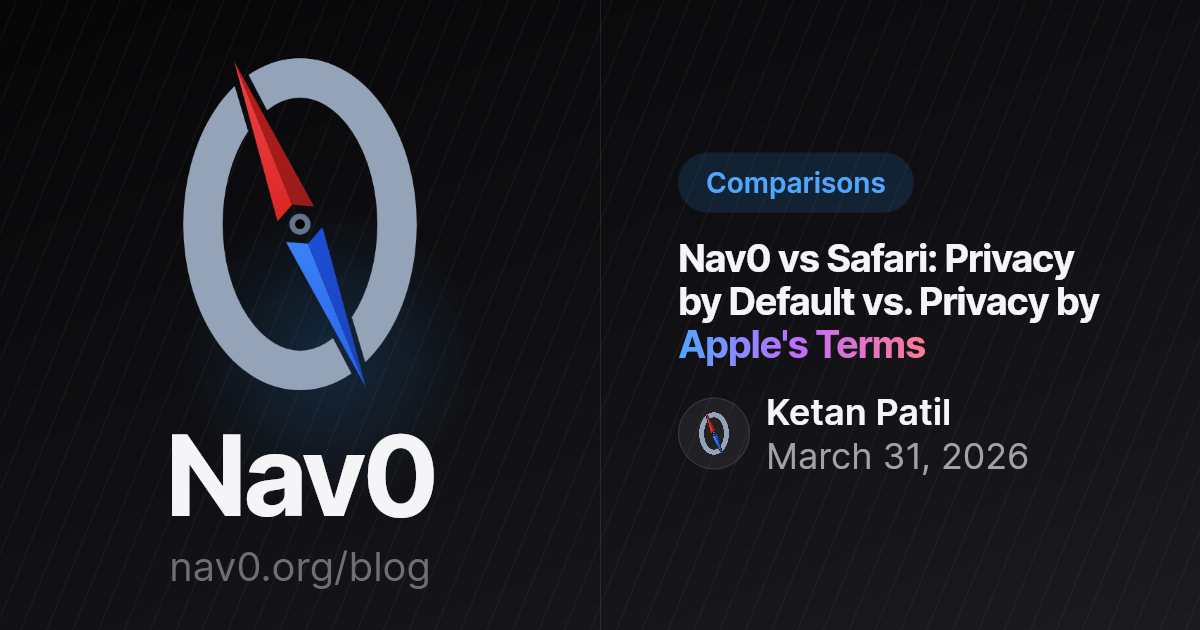 Nav0
nav0.org/blog
Comparisons
Nav0 vs Safari: Privacy
by Default vs. Privacy by
Apple's Terms
Ketan Patil
March 31, 2026